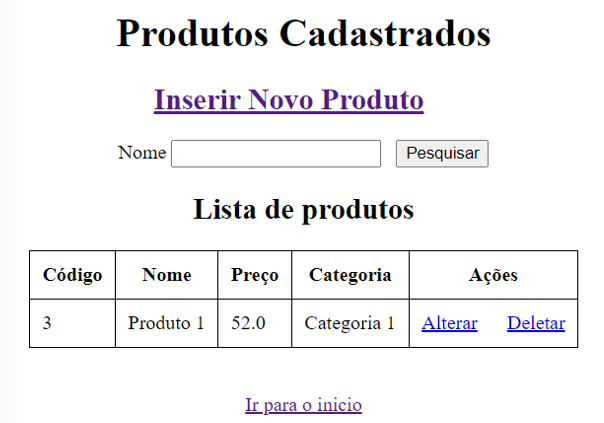 Produtos Cadastrados
Inserir Novo Produto
Nome Pesquisar
Lista de produtos
Código Nome Preço Categoria Ações
3 Produto 1 52.0 Categoria 1 Alterar Deletar
Ir para o inicio